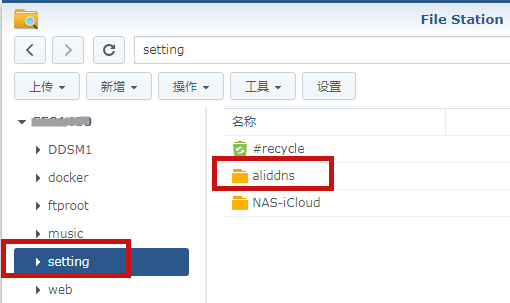 File Station
setting
上传 新增 操作 工具 设置
名称
DDSM1
docker
ftproot
music
setting
web
#recycle
aliddns
NAS-iCloud